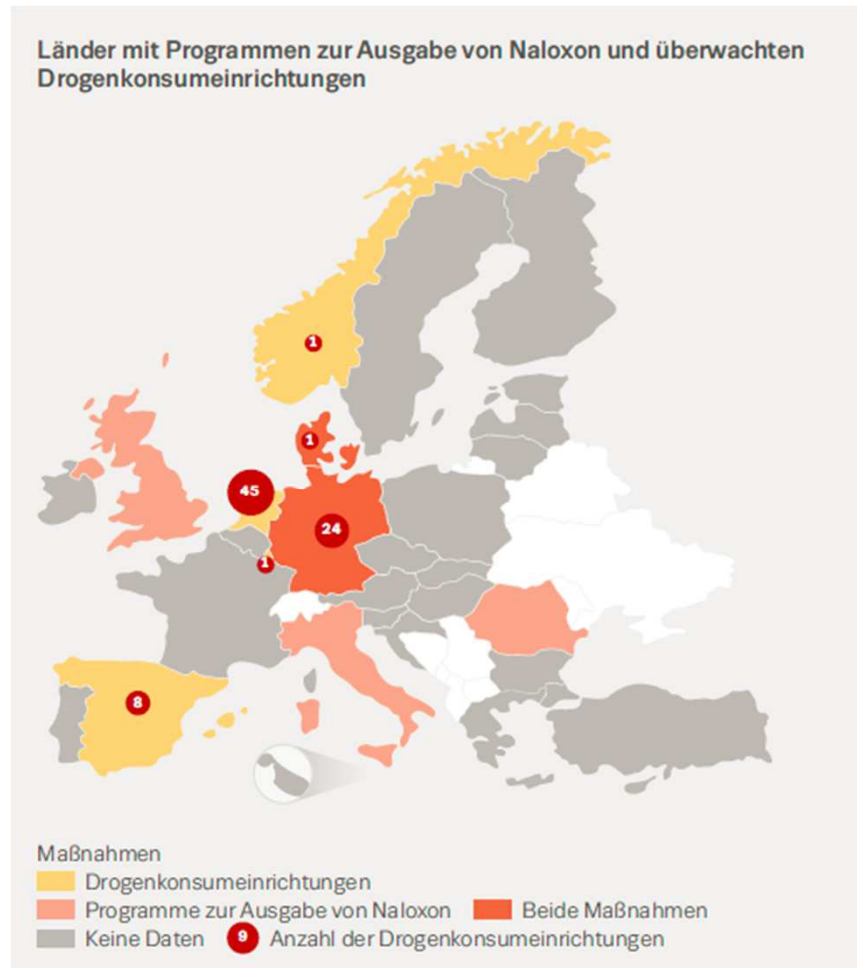 Länder mit Programmen zur Ausgabe von Naloxon und überwachten
Drogenkonsumeinrichtungen
1
1
45
24
1
8
Maßnahmen
Drogenkonsumeinrichtungen
Programme zur Ausgabe von Naloxon Beide Maßnahmen
Keine Daten 9 Anzahl der Drogenkonsumeinrichtungen